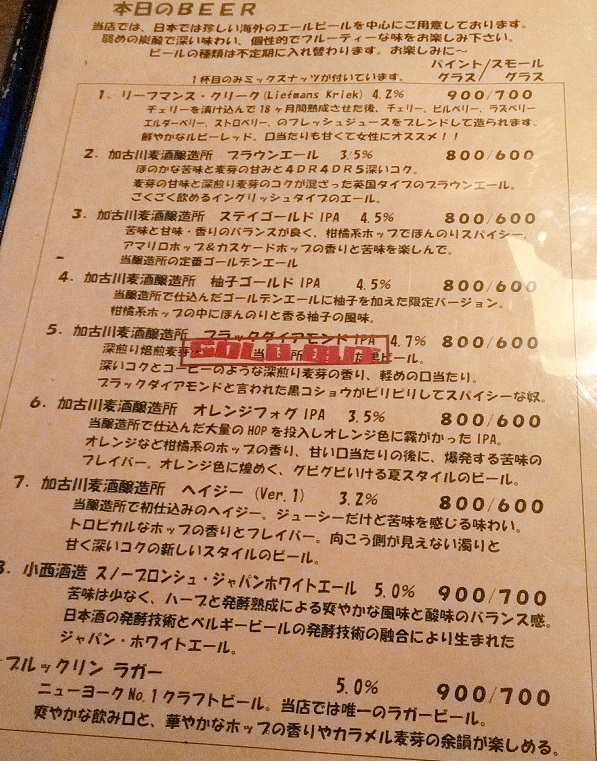 本日のBEER
当店では、日本では珍しい海外のエールビールを中心にご用意しております。
弱めの炭酸で深い味わい、個性的でフルーティーな味をお楽しみ下さい。
ビールの種類は不定期に入れ替わります。お楽しみに〜
パイント/スモール
1杯目のみミックスナッツが付いています。 グラス/ グラス
1. リーフマンス・クリーク(Liefmans Kriek) 4.2% 900/700
チェリーを漬け込んで18ヶ月間熟成させた後、チェリー、ビルベリー、ラズベリー
エルダーベリー、ストロベリー、のフレッシュジュースをブレンドして造られます。
鮮やかなルビーレッド。口当たりも甘くて女性にオススメ!!
2. 加古川麦酒醸造所 ブラウンエール 3.5% 800/600
ほのかな苦味と麦芽の甘みと4DR4DR5深いコク。
麦芽の甘味と深煎り麦芽のコクが混ざった英国タイプのブラウンエール。
ごくごく飲めるイングリッシュタイプのエール。
3. 加古川麦酒醸造所 ステイゴールド IPA 4.5% 800/600
苦味と甘味・香りのバランスが良く、柑橘系ホップでほんのりスパイシー。
アマリロホップ&カスケードホップの香りと苦味を楽しんで。
当醸造所の定番ゴールデンエール
4. 加古川麦酒醸造所 柚子ゴールド IPA 4.5% 800/600
当醸造所で仕込んだゴールデンエールに柚子を加えた限定バージョン。
柑橘系ホップの中にほんのりと香る柚子の風味。
5. 加古川麦酒醸造所 ブラックダイアモンド IPA 4.7% 800/600
深煎り焙煎麦芽 SOLD OUT 当 所 黒ビール。
深いコクとコーヒーのような深煎り麦芽の香り、軽めの口当たり。
ブラックダイアモンドと言われた黒コショウがピリピリしてスパイシーな奴。
6. 加古川麦酒醸造所 オレンジフォグ IPA 3.5% 800/600
当醸造所で仕込んだ大量のHOPを投入しオレンジ色に霧がかった IPA。
オレンジなど柑橘系のホップの香り、甘い口当たりの後に、爆発する苦味の
フレイバー。オレンジ色に煌めく、グビグビいける夏スタイルのビール。
7. 加古川麦酒醸造所 ヘイジー (Ver.1) 3.2% 800/600
当醸造所で初仕込みのヘイジー。ジューシーだけど苦味を感じる味わい。
トロピカルなホップの香りとフレイバー。向こう側が見えない濁りと
甘く深いコクの新しいスタイルのビール。
8. 小西酒造 スノーブロンシュ・ジャパンホワイトエール 5.0% 900/700
苦味は少なく、ハーブと発酵熟成による爽やかな風味と酸味のバランス感。
日本酒の発酵技術とベルギービールの発酵技術の融合により生まれた
ジャパン・ホワイトエール。
ブルックリン ラガー 5.0% 900/700
ニューヨーク No.1クラフトビール。当店では唯一のラガービール。
爽やかな飲み口と、華やかなホップの香りやカラメル麦芽の余韻が楽しめる。